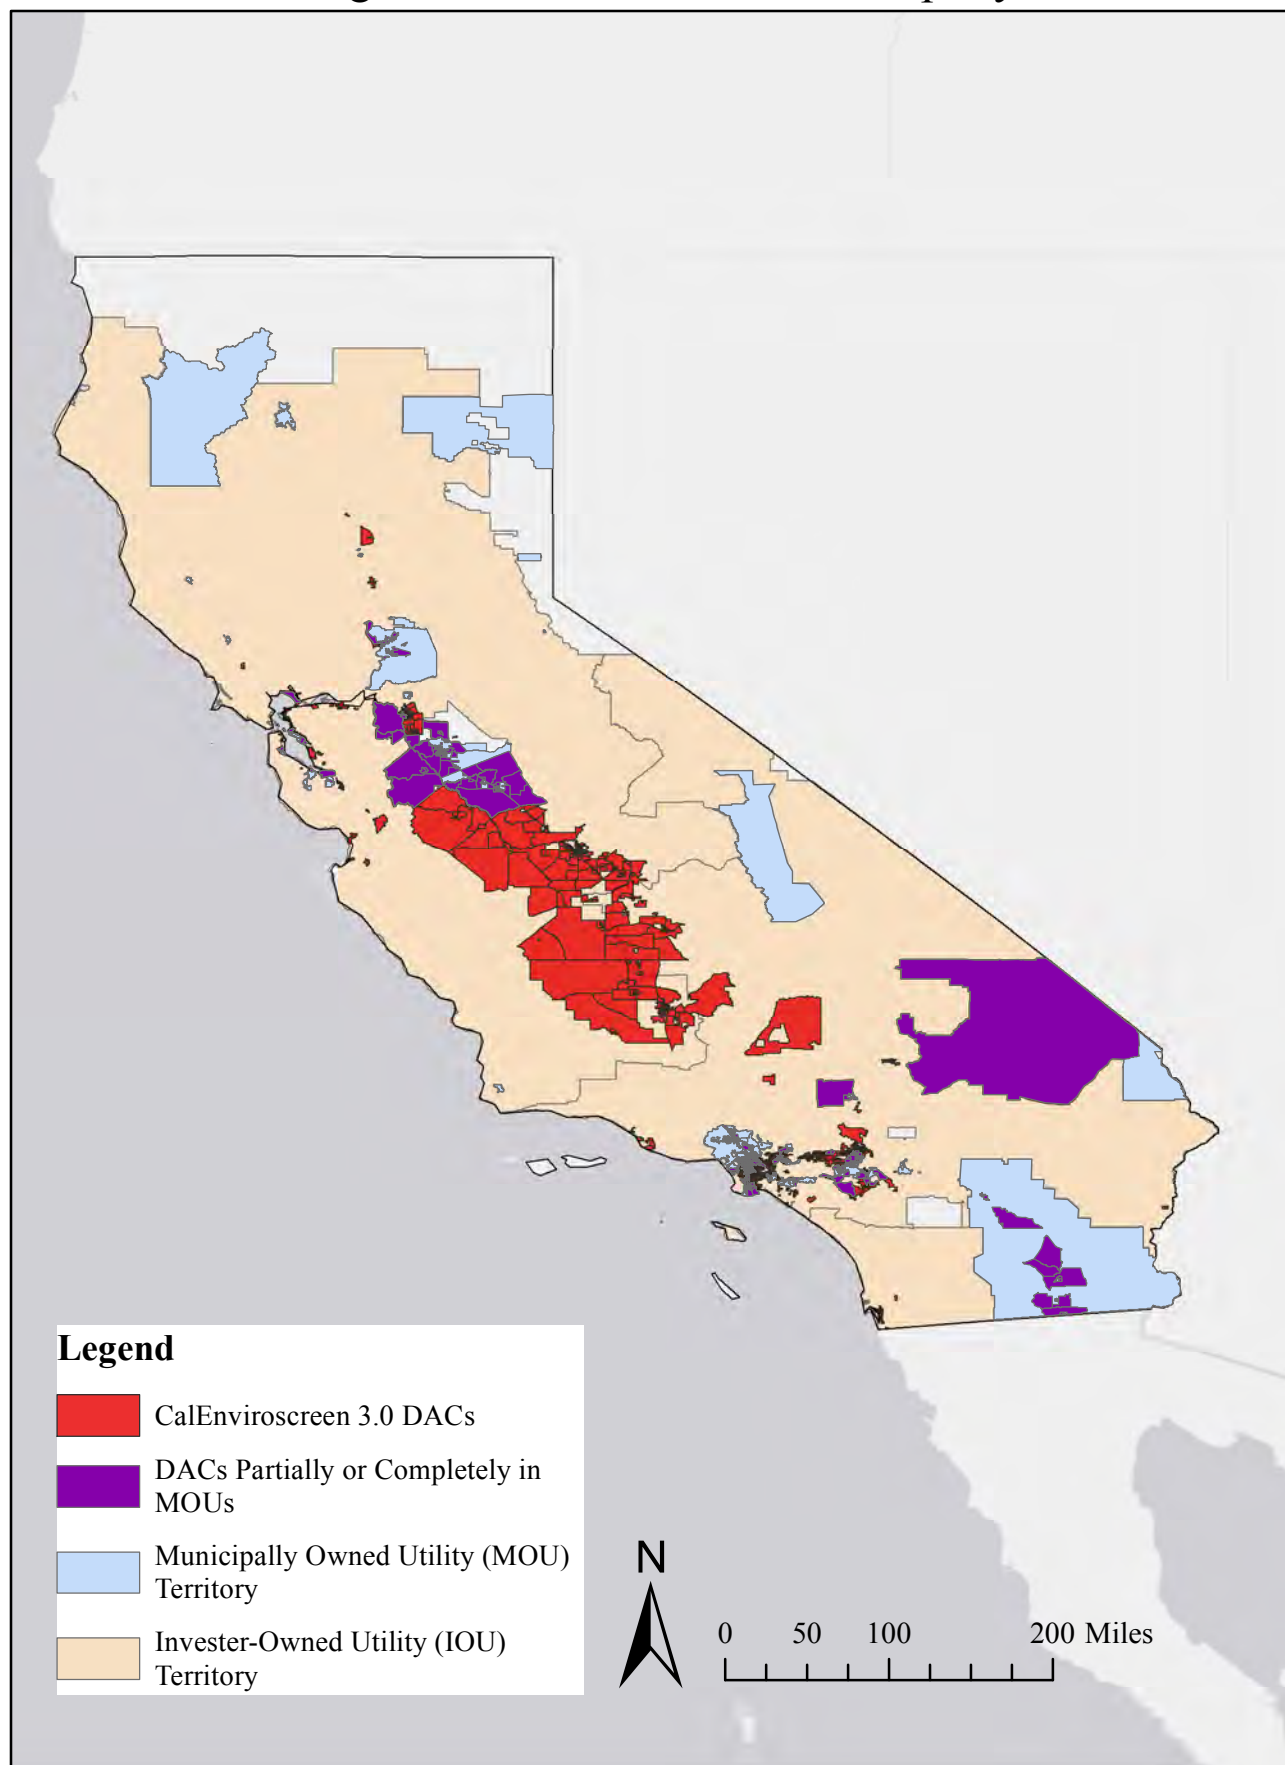 Legend
CalEnviroscreen 3.0 DACs
DACs Partially or Completely in
MOUs
Municipally Owned Utility (MOU)
Territory
Invester-Owned Utility (IOU)
Territory
N
0 50 100 200 Miles